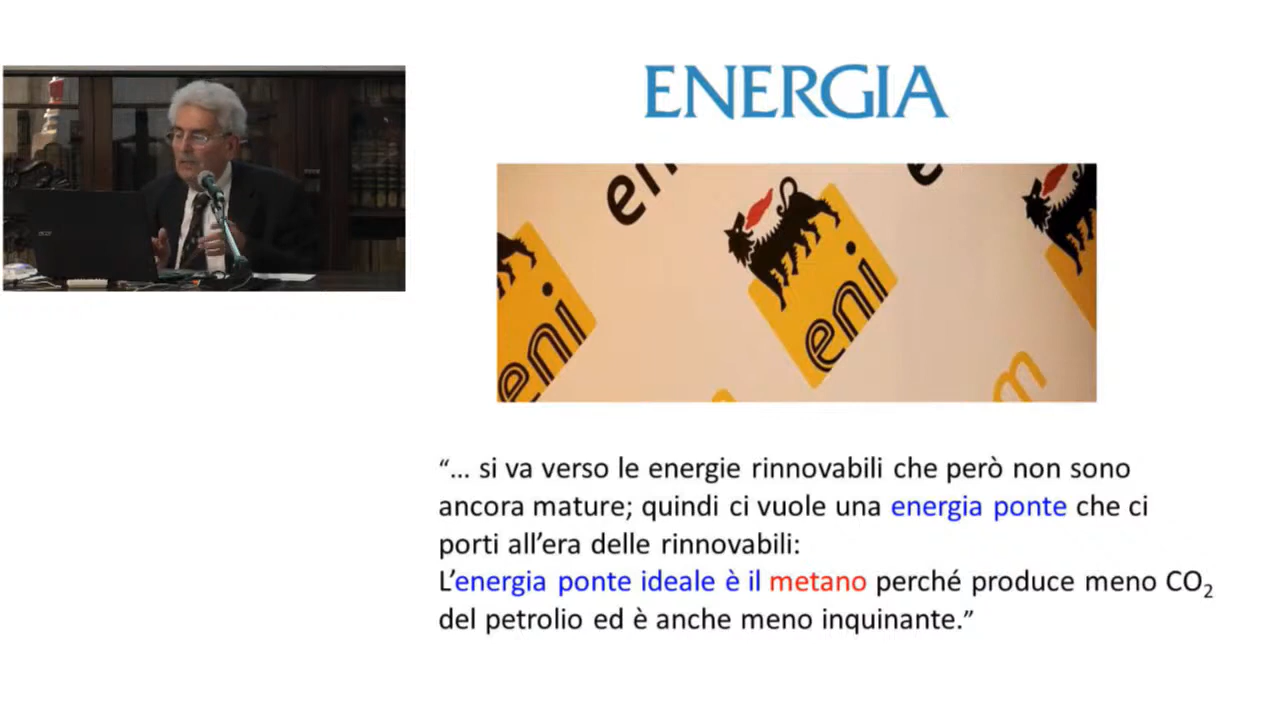 ENERGIA
en
e
eni
eni
m
acer
“... si va verso le energie rinnovabili che però non sono
ancora mature; quindi ci vuole una energia ponte che ci
porti all’era delle rinnovabili:
L’energia ponte ideale è il metano perché produce meno CO₂
del petrolio ed è anche meno inquinante.”